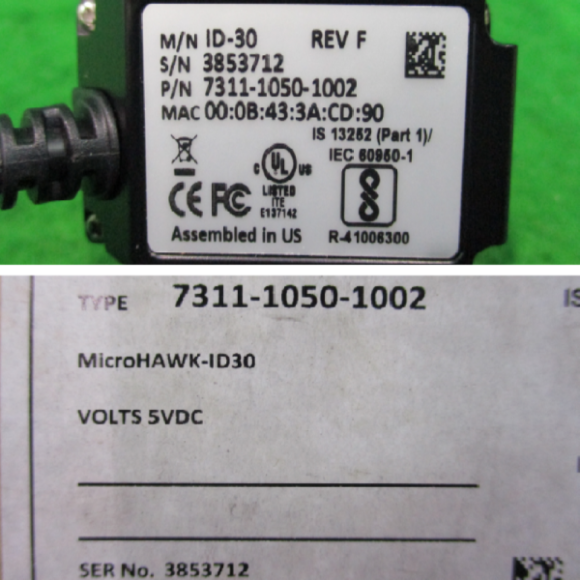 M/N ID-30 REV F
S/N 3853712
P/N 7311-1050-1002
MAC 00:0B:43:3A:CD:90
IS 13252 (Part 1)/
IEC 60950-1
C UL US
LISTED
ITE
E137142
CE FC
Assembled in US R-41006300
TYPE 7311-1050-1002
MicroHAWK-ID30
VOLTS 5VDC
SER No. 3853712